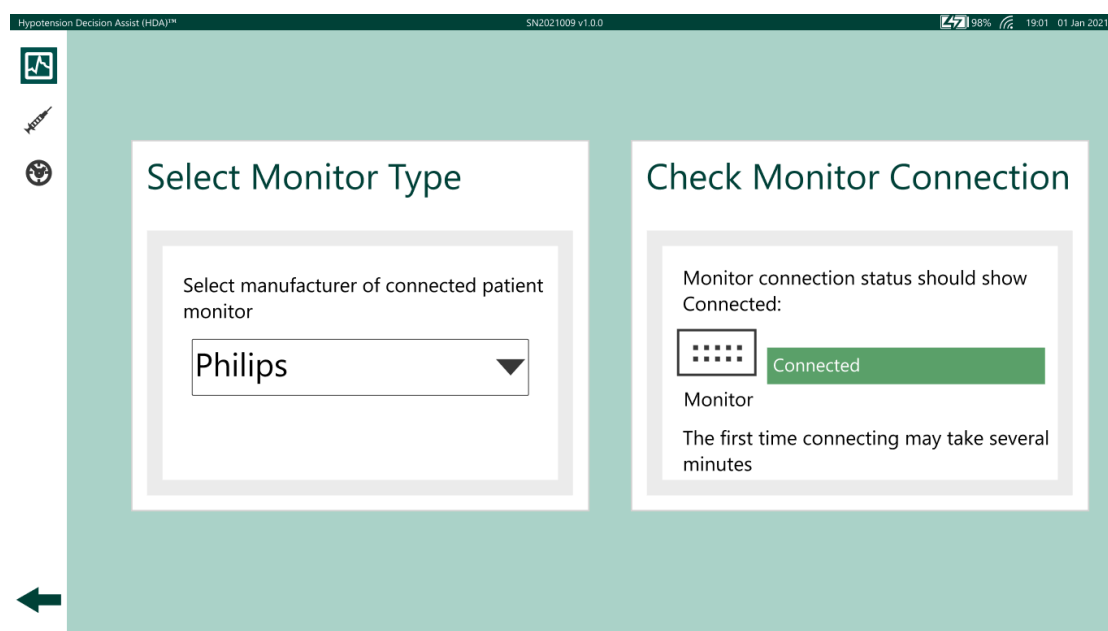 Hypotension Decision Assist (HDA)™ SN2021009 v1.0.0 98% 19:01 01 Jan 2021
Select Monitor Type
Select manufacturer of connected patient
monitor
Philips
Check Monitor Connection
Monitor connection status should show
Connected:
Connected
Monitor
The first time connecting may take several
minutes